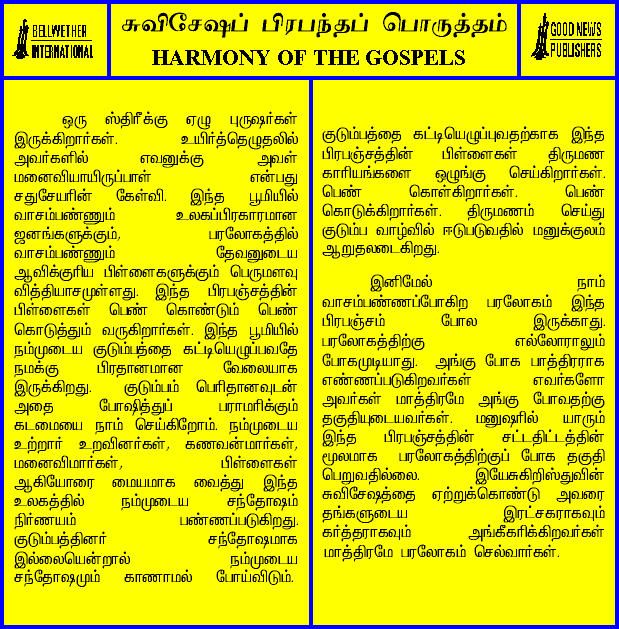 BELLWETHER
INTERNATIONAL
சுவிசேஷப் பிரபந்தப் பொருத்தம்
HARMONY OF THE GOSPELS
GOOD NEWS
PUBLISHERS
ஒரு ஸ்திரீக்கு ஏழு புருஷர்கள்
இருக்கிறார்கள். உயிர்த்தெழுதலில்
அவர்களில் எவனுக்கு அவள்
மனைவியாயிருப்பாள் என்பது
சதுசேயரின் கேள்வி. இந்த பூமியில்
வாசம்பண்ணும் உலகப்பிரகாரமான
ஜனங்களுக்கும், பரலோகத்தில்
வாசம்பண்ணும் தேவனுடைய
ஆவிக்குரிய பிள்ளைகளுக்கும் பெருமளவு
வித்தியாசமுள்ளது. இந்த பிரபஞ்சத்தின்
பிள்ளைகள் பெண் கொண்டும் பெண்
கொடுத்தும் வருகிறார்கள். இந்த பூமியில்
நம்முடைய குடும்பத்தை கட்டியெழுப்பவதே
நமக்கு பிரதானமான வேலையாக
இருக்கிறது. குடும்பம் பெரிதானவுடன்
அதை போஷித்துப் பராமரிக்கும்
கடமையை நாம் செய்கிறோம். நம்முடைய
உற்றார் உறவினர்கள், கணவன்மார்கள்,
மனைவிமார்கள், பிள்ளைகள்
ஆகியோரை மையமாக வைத்து இந்த
உலகத்தில் நம்முடைய சந்தோஷம்
நிர்ணயம் பண்ணப்படுகிறது.
குடும்பத்தினர் சந்தோஷமாக
இல்லையென்றால் நம்முடைய
சந்தோஷமும் காணாமல் போய்விடும்.
குடும்பத்தை கட்டியெழுப்புவதற்காக இந்த
பிரபஞ்சத்தின் பிள்ளைகள் திருமண
காரியங்களை ஒழுங்கு செய்கிறார்கள்.
பெண் கொள்கிறார்கள். பெண்
கொடுக்கிறார்கள். திருமணம் செய்து
குடும்ப வாழ்வில் ஈடுபடுவதில் மனுக்குலம்
ஆறுதலடைகிறது.
இனிமேல் நாம்
வாசம்பண்ணப்போகிற பரலோகம் இந்த
பிரபஞ்சம் போல இருக்காது.
பரலோகத்திற்கு எல்லோராலும்
போகமுடியாது. அங்கு போக பாத்திரராக
எண்ணப்படுகிறவர்கள் எவர்களோ
அவர்கள் மாத்திரமே அங்கு போவதற்கு
தகுதியுடையவர்கள். மனுஷரில் யாரும்
இந்த பிரபஞ்சத்தின் சட்டதிட்டத்தின்
மூலமாக பரலோகத்திற்குப் போக தகுதி
பெறுவதில்லை. இயேசுகிறிஸ்துவின்
சுவிசேஷத்தை ஏற்றுக்கொண்டு அவரை
தங்களுடைய இரட்சகராகவும்
கர்த்தராகவும் அங்கீகரிக்கிறவர்கள்
மாத்திரமே பரலோகம் செல்வார்கள்.